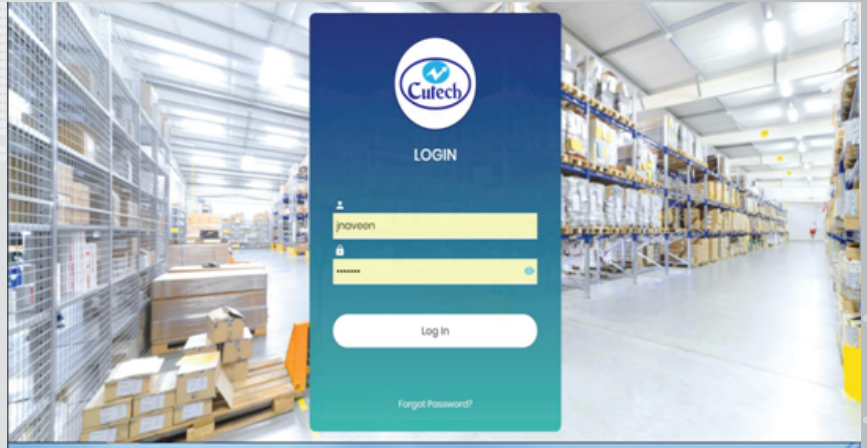 Cutech
LOGIN
jnaveen
•••••••
Log In
Forgot Password?